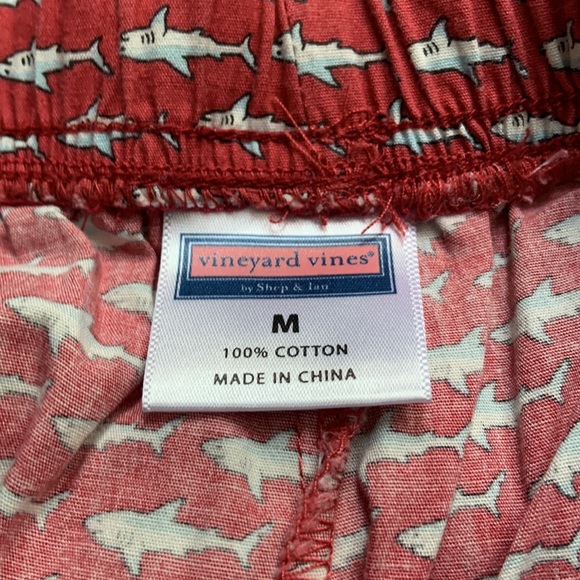 vineyard vines®
by Shep & Ian
M
100% COTTON
MADE IN CHINA